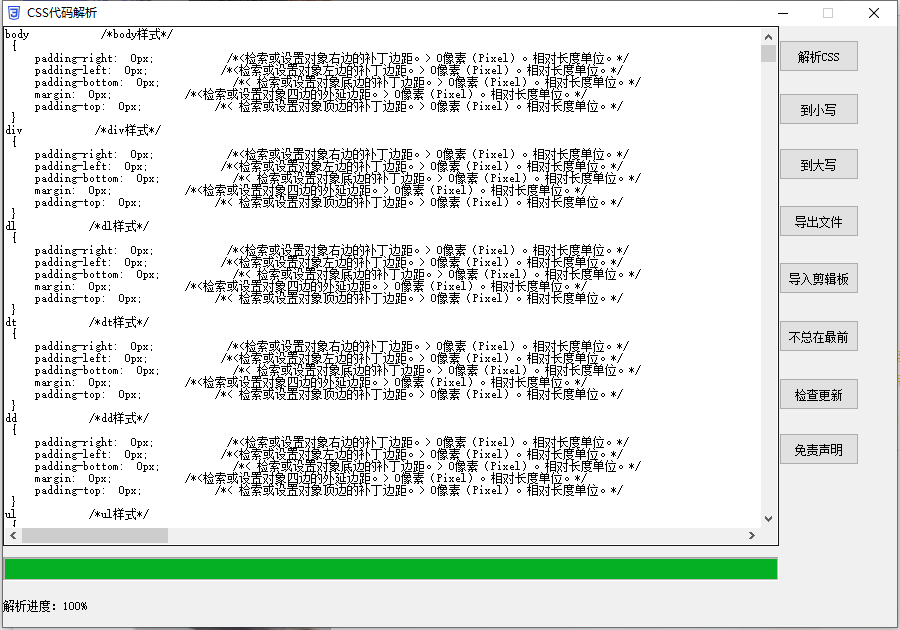 CSS代码解析
body /*body样式*/
{
padding-right: 0px; /*<检索或设置对象右边的补丁边距。> 0像素 (Pixel) 。相对长度单位。*/
padding-left: 0px; /*<检索或设置对象左边的补丁边距。> 0像素 (Pixel) 。相对长度单位。*/
padding-bottom: 0px; /*< 检索或设置对象底边的补丁边距。> 0像素 (Pixel) 。相对长度单位。*/
margin: 0px; /*<检索或设置对象四边的外延边距。> 0像素 (Pixel) 。相对长度单位。*/
padding-top: 0px; /*< 检索或设置对象顶边的补丁边距。> 0像素 (Pixel) 。相对长度单位。*/
}
div /*div样式*/
{
padding-right: 0px; /*<检索或设置对象右边的补丁边距。> 0像素 (Pixel) 。相对长度单位。*/
padding-left: 0px; /*<检索或设置对象左边的补丁边距。> 0像素 (Pixel) 。相对长度单位。*/
padding-bottom: 0px; /*< 检索或设置对象底边的补丁边距。> 0像素 (Pixel) 。相对长度单位。*/
margin: 0px; /*<检索或设置对象四边的外延边距。> 0像素 (Pixel) 。相对长度单位。*/
padding-top: 0px; /*< 检索或设置对象顶边的补丁边距。> 0像素 (Pixel) 。相对长度单位。*/
}
dl /*dl样式*/
{
padding-right: 0px; /*<检索或设置对象右边的补丁边距。> 0像素 (Pixel) 。相对长度单位。*/
padding-left: 0px; /*<检索或设置对象左边的补丁边距。> 0像素 (Pixel) 。相对长度单位。*/
padding-bottom: 0px; /*< 检索或设置对象底边的补丁边距。> 0像素 (Pixel) 。相对长度单位。*/
margin: 0px; /*<检索或设置对象四边的外延边距。> 0像素 (Pixel) 。相对长度单位。*/
padding-top: 0px; /*< 检索或设置对象顶边的补丁边距。> 0像素 (Pixel) 。相对长度单位。*/
}
dt /*dt样式*/
{
padding-right: 0px; /*<检索或设置对象右边的补丁边距。> 0像素 (Pixel) 。相对长度单位。*/
padding-left: 0px; /*<检索或设置对象左边的补丁边距。> 0像素 (Pixel) 。相对长度单位。*/
padding-bottom: 0px; /*< 检索或设置对象底边的补丁边距。> 0像素 (Pixel) 。相对长度单位。*/
margin: 0px; /*<检索或设置对象四边的外延边距。> 0像素 (Pixel) 。相对长度单位。*/
padding-top: 0px; /*< 检索或设置对象顶边的补丁边距。> 0像素 (Pixel) 。相对长度单位。*/
}
dd /*dd样式*/
{
padding-right: 0px; /*<检索或设置对象右边的补丁边距。> 0像素 (Pixel) 。相对长度单位。*/
padding-left: 0px; /*<检索或设置对象左边的补丁边距。> 0像素 (Pixel) 。相对长度单位。*/
padding-bottom: 0px; /*< 检索或设置对象底边的补丁边距。> 0像素 (Pixel) 。相对长度单位。*/
margin: 0px; /*<检索或设置对象四边的外延边距。> 0像素 (Pixel) 。相对长度单位。*/
padding-top: 0px; /*< 检索或设置对象顶边的补丁边距。> 0像素 (Pixel) 。相对长度单位。*/
}
ul /*ul样式*/
{
解析CSS
到小写
到大写
导出文件
导入剪辑板
不总在最前
检查更新
免责声明
解析进度: 100%